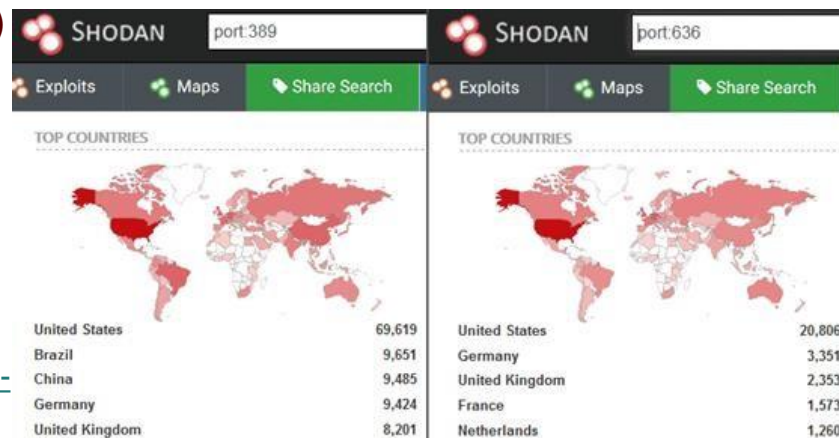 SHODAN
port:389
Exploits
Maps
Share Search
TOP COUNTRIES
United States 69,619
Brazil 9,651
China 9,485
Germany 9,424
United Kingdom 8,201
SHODAN
port:636
Exploits
Maps
Share Search
TOP COUNTRIES
United States 20,806
Germany 3,351
United Kingdom 2,353
France 1,573
Netherlands 1,260